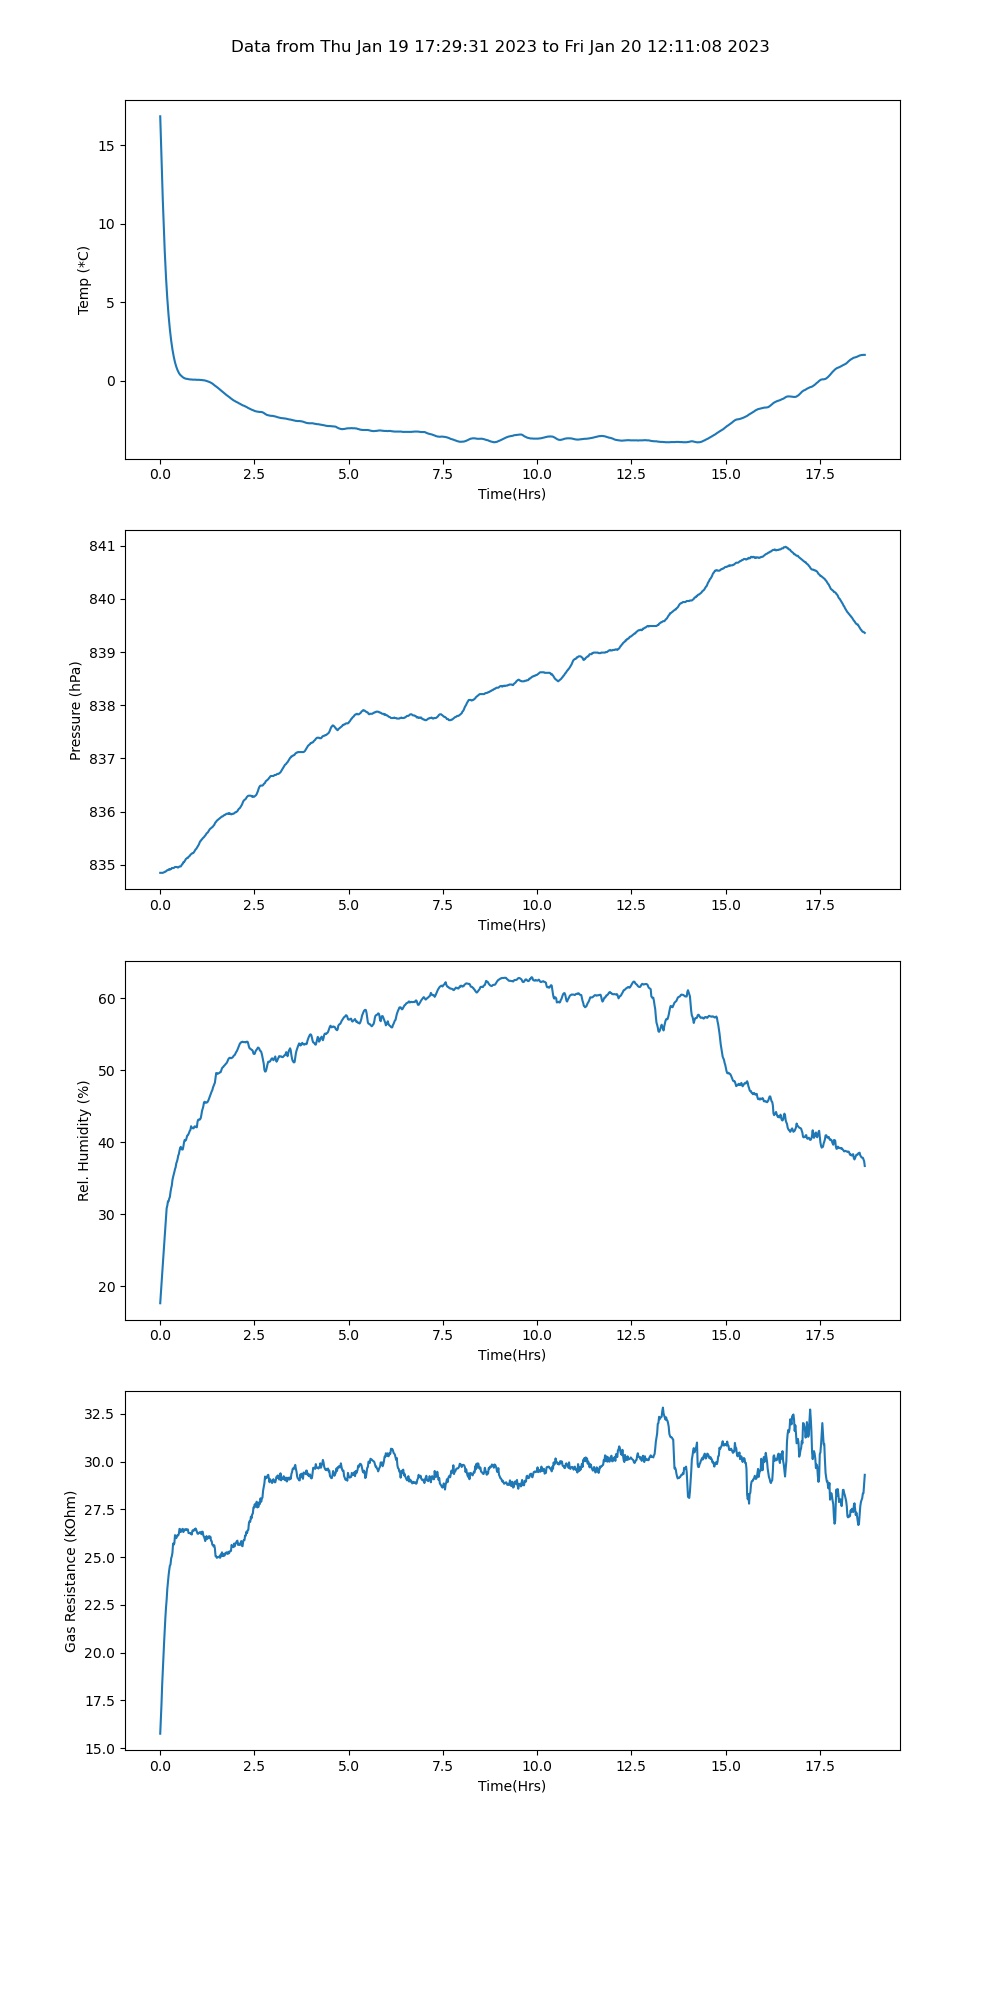 Data from Thu Jan 19 17:29:31 2023 to Fri Jan 20 12:11:08 2023
15
10
5
0
Temp (*C)
0.0 2.5 5.0 7.5 10.0 12.5 15.0 17.5
Time(Hrs)
841
840
839
838
837
836
835
Pressure (hPa)
0.0 2.5 5.0 7.5 10.0 12.5 15.0 17.5
Time(Hrs)
60
50
40
30
20
Rel. Humidity (%)
0.0 2.5 5.0 7.5 10.0 12.5 15.0 17.5
Time(Hrs)
32.5
30.0
27.5
25.0
22.5
20.0
17.5
15.0
Gas Resistance (KOhm)
0.0 2.5 5.0 7.5 10.0 12.5 15.0 17.5
Time(Hrs)